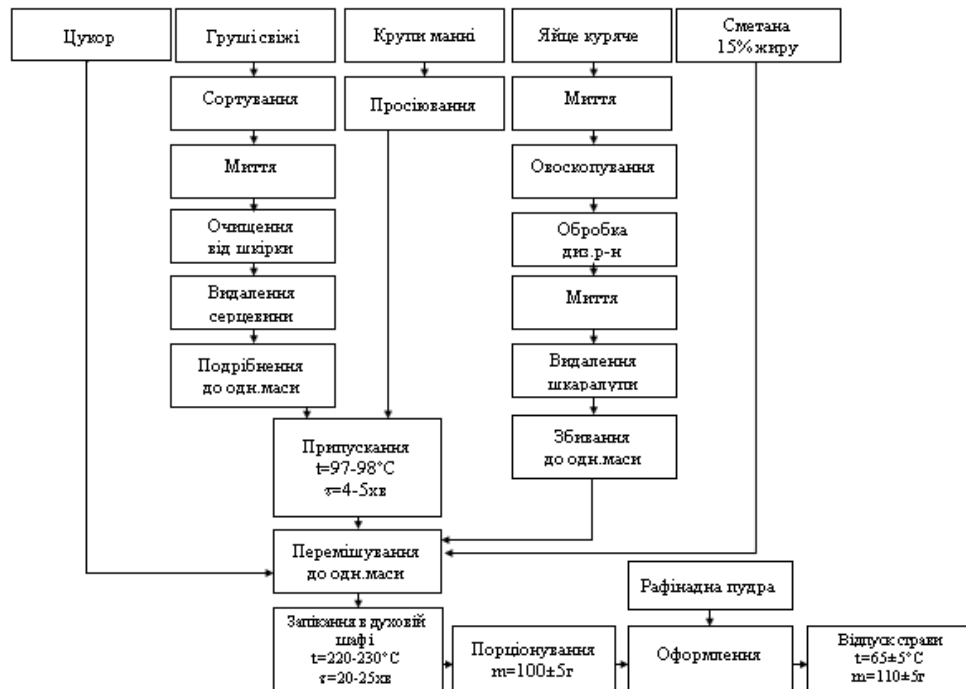 Цукор
Груші свіжі
Крупи манні
Яйце куряче
Сметана
15% жиру
Сортування
Просіювання
Миття
Миття
Овоскопування
Очищення
від шкірки
Обробка
диз.р-н
Видалення
серцевини
Миття
Подрібнення
до одн.маси
Видалення
шкаралупи
Припускання
t=97-98°C
τ=4-5хв
Збивання
до одн.маси
Перемішування
до одн.маси
Рафінадна пудра
Запікання в духовій
шафі
t=220-230°C
τ=20-25хв
Порціонування
m=100±5г
Оформлення
Відпуск страви
t=65±5°C
m=110±5г